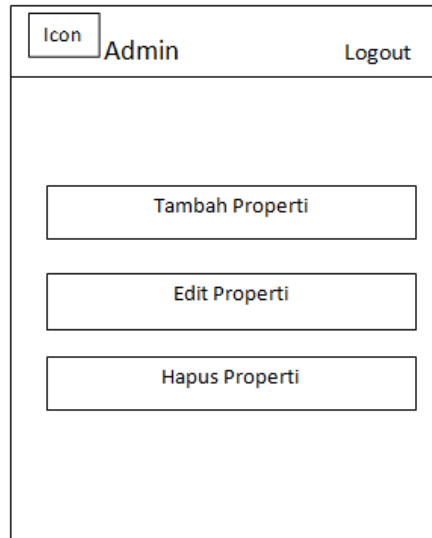 Icon
Admin
Logout
Tambah Properti
Edit Properti
Hapus Properti